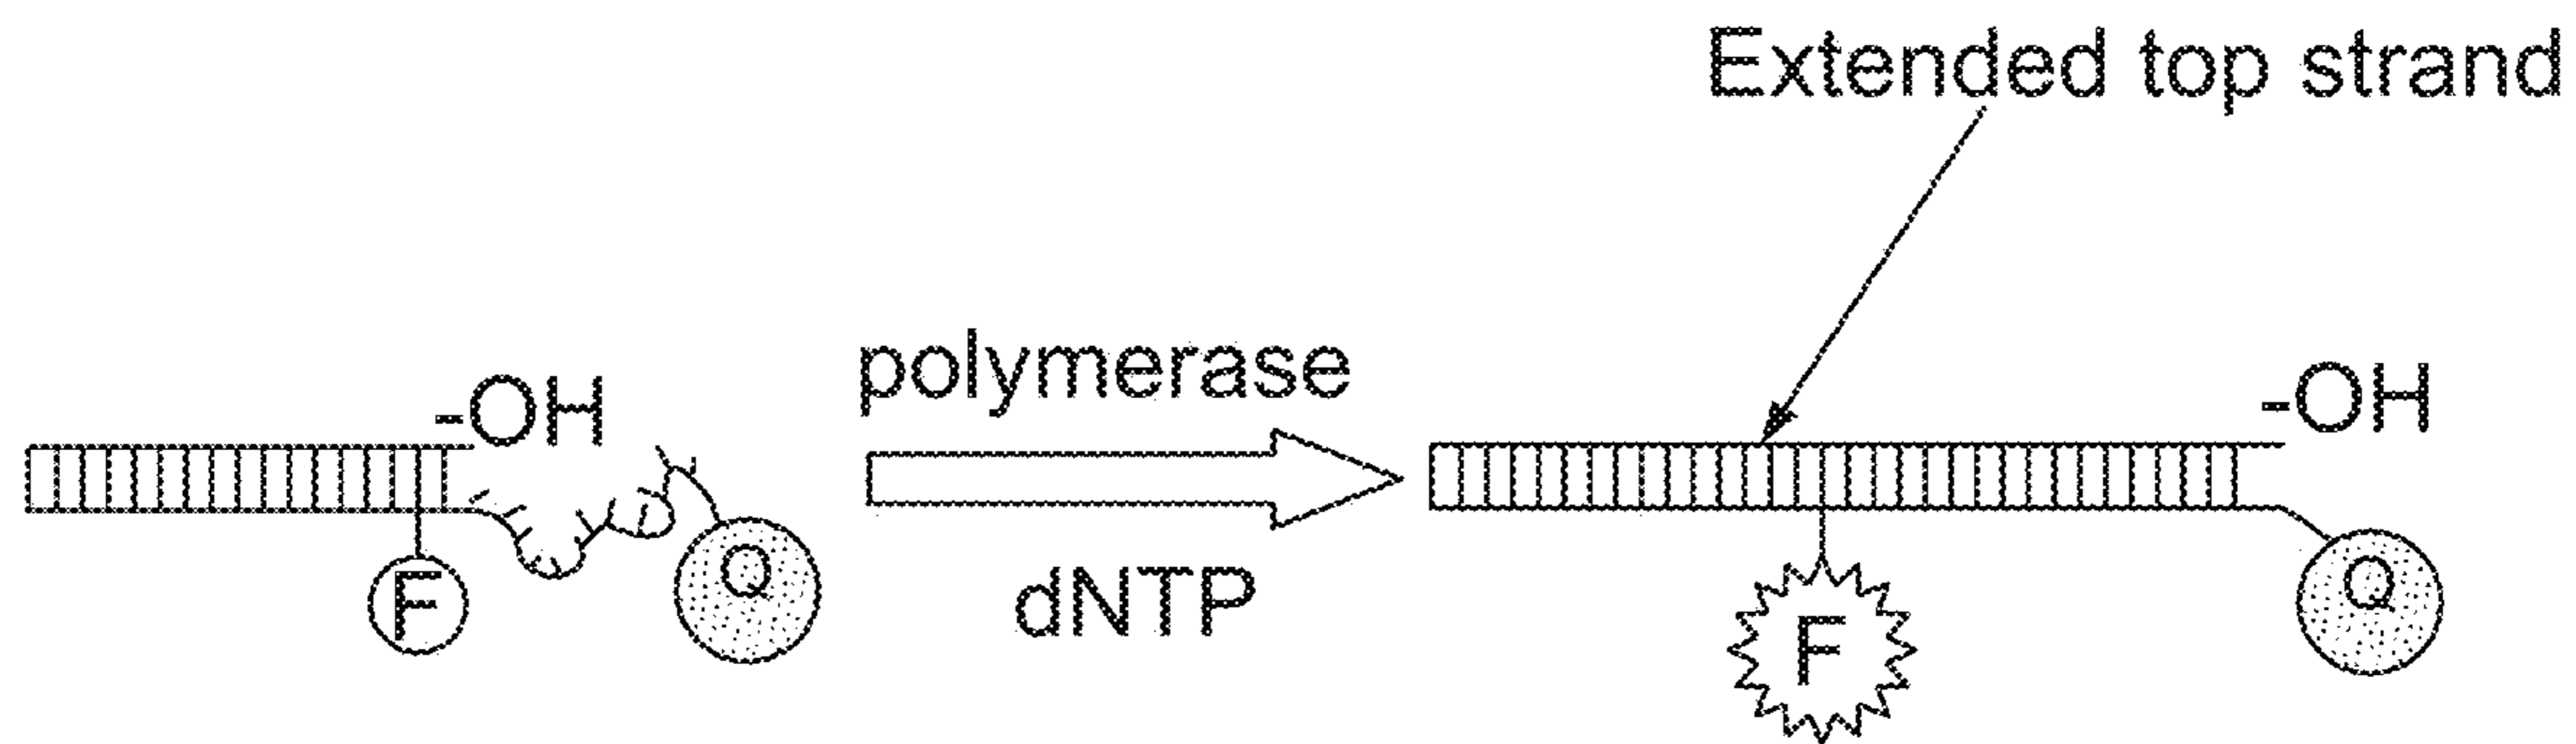 Extended top strand
-OH
polymerase
-OH
F
Q
dNTP
F
Q